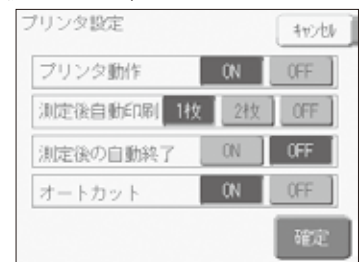 プリンタ設定 ｷｬﾝｾﾙ
プリンタ動作 ON OFF
測定後自動印刷 1枚 2枚 OFF
測定後の自動終了 ON OFF
オートカット ON OFF
確定